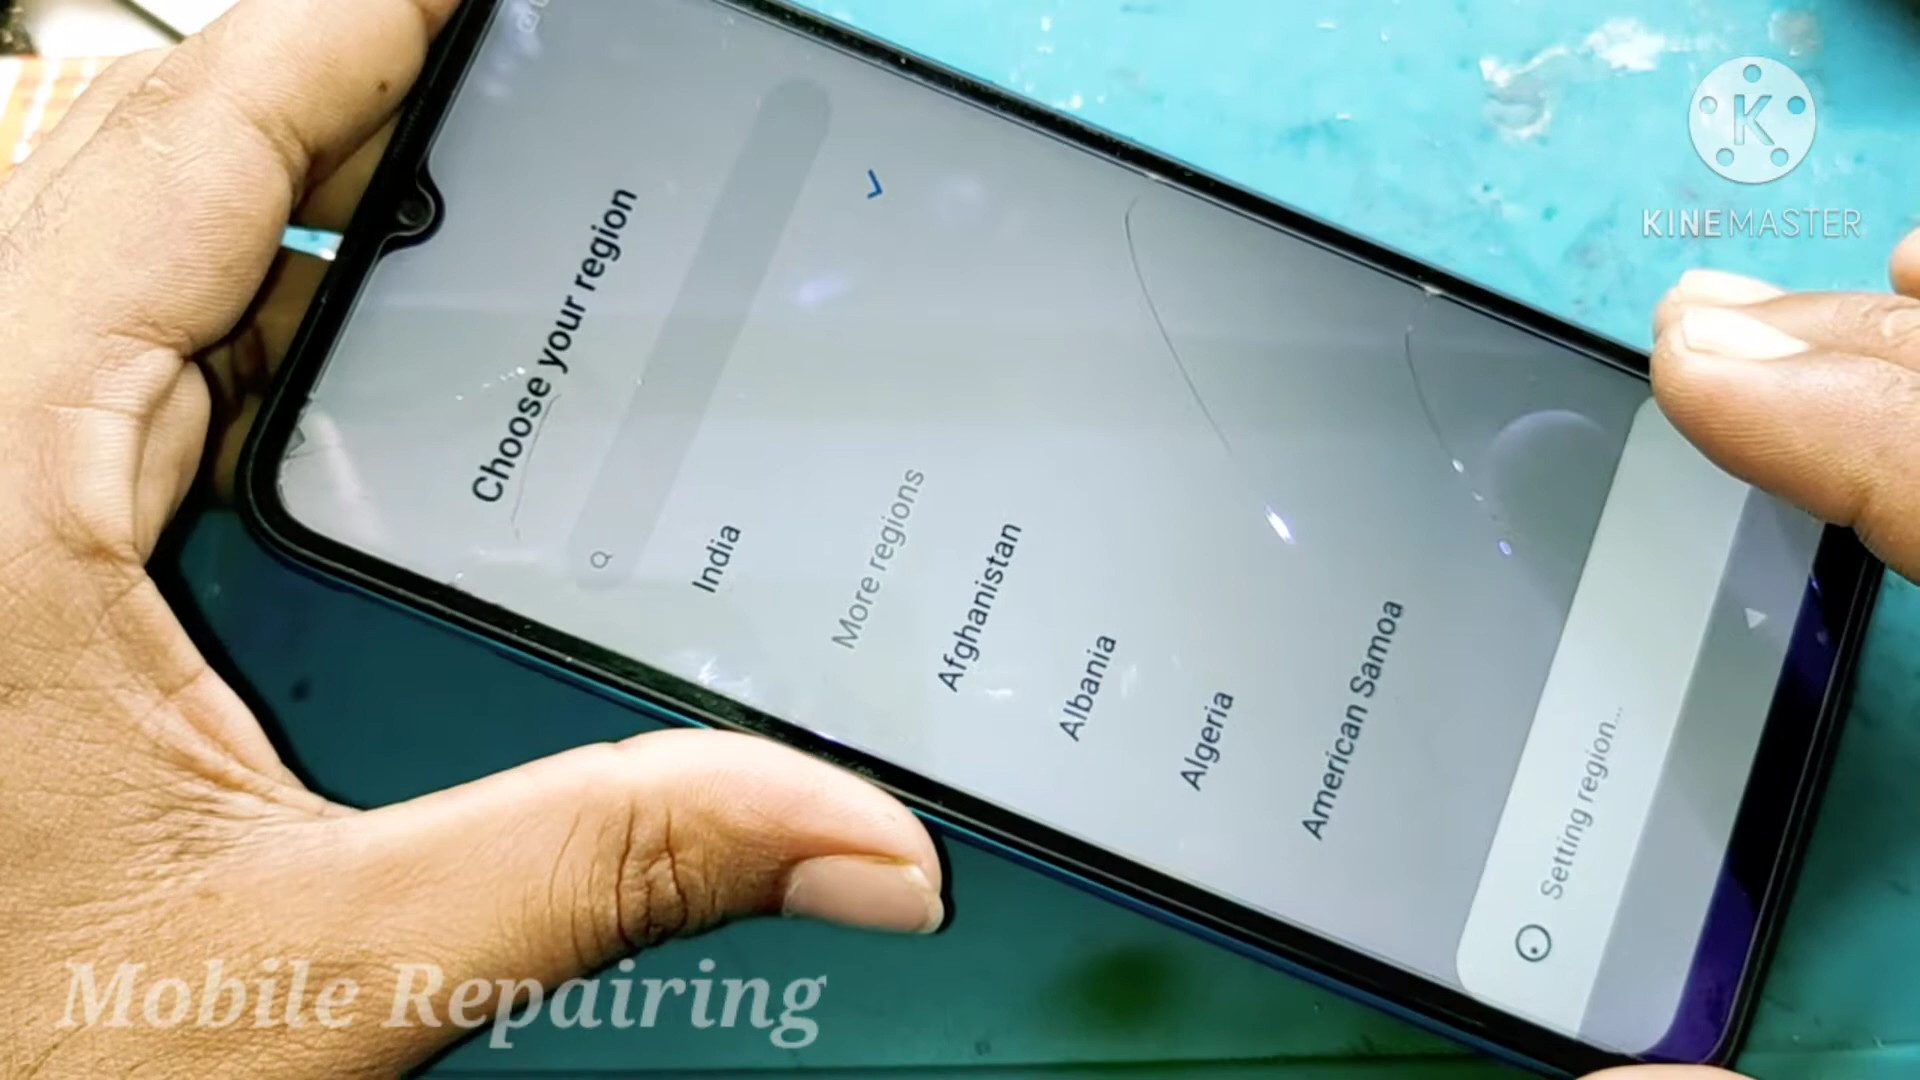 Choose your region
India
More regions
Afghanistan
Albania
Algeria
American Samoa
Setting region...
K
KINEMASTER
Mobile Repairing